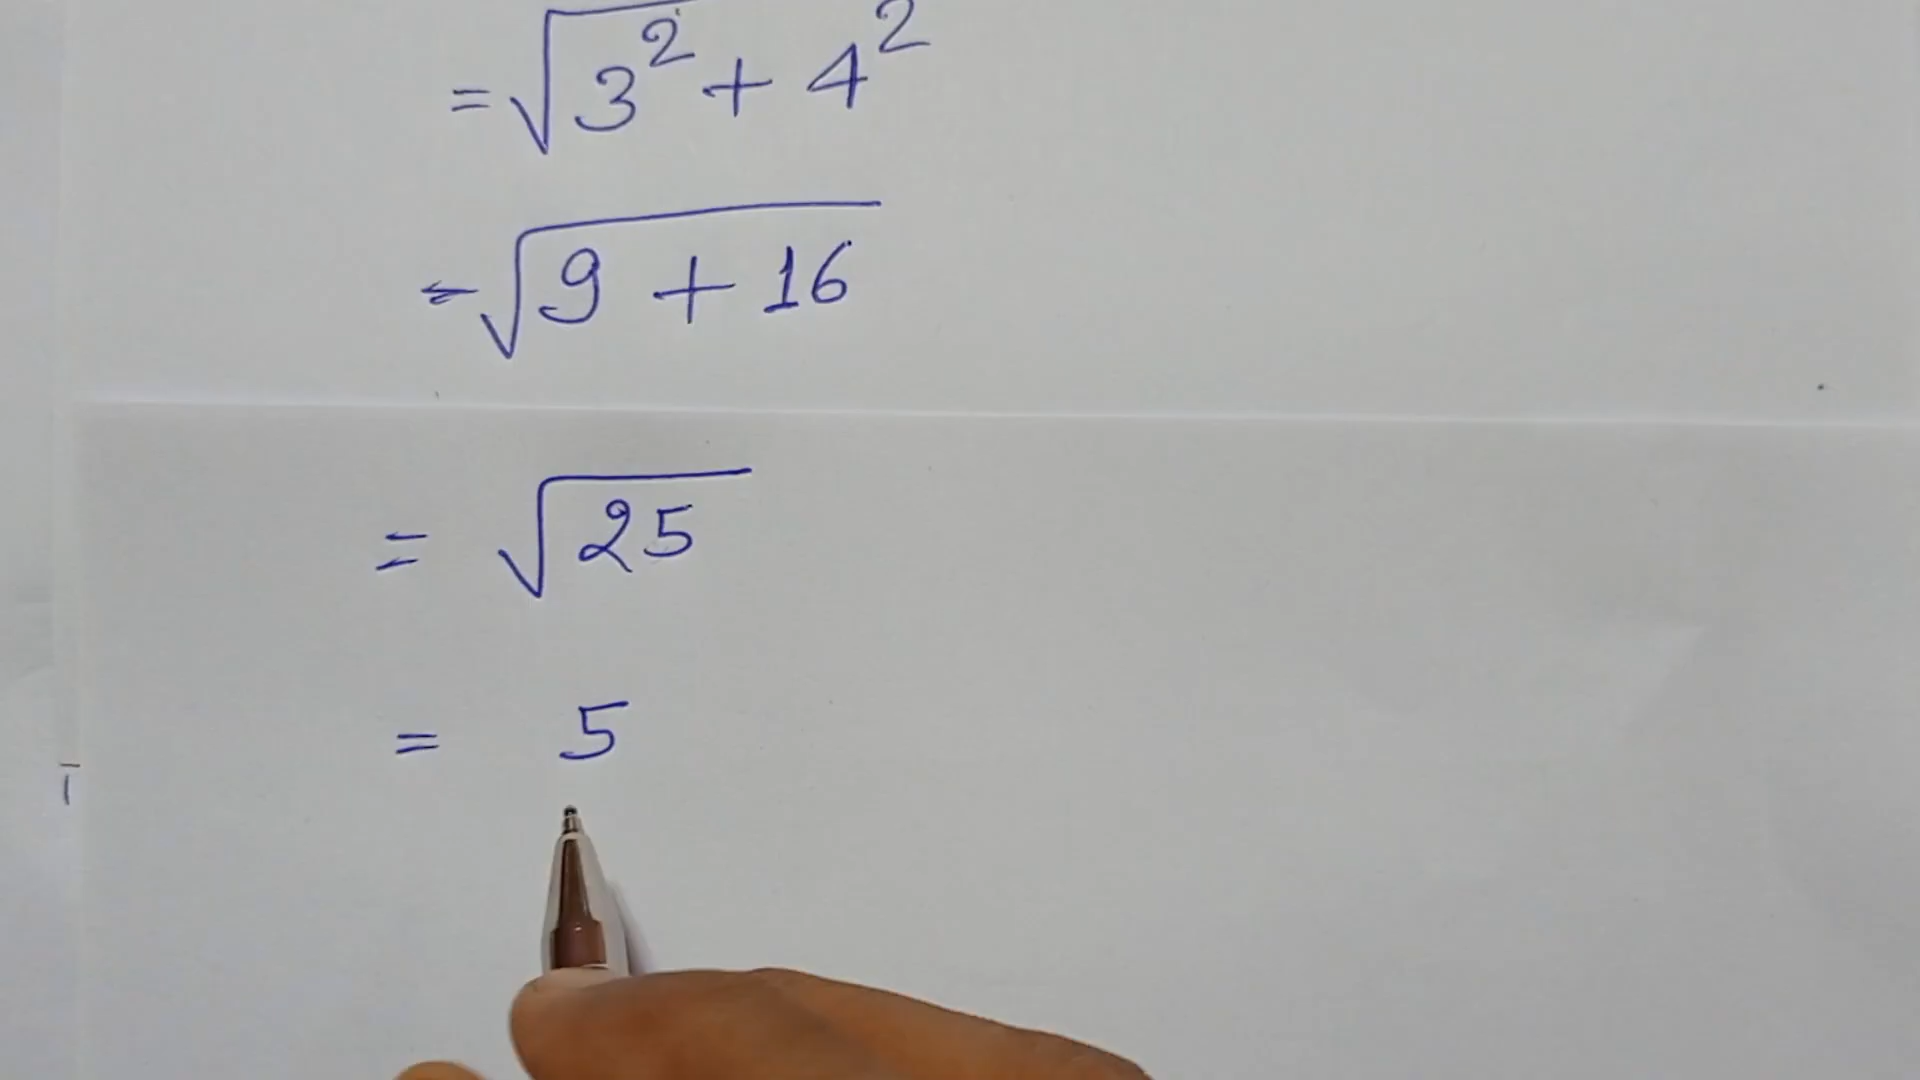 = √3² + 4²
= √9 + 16
= √25
= 5